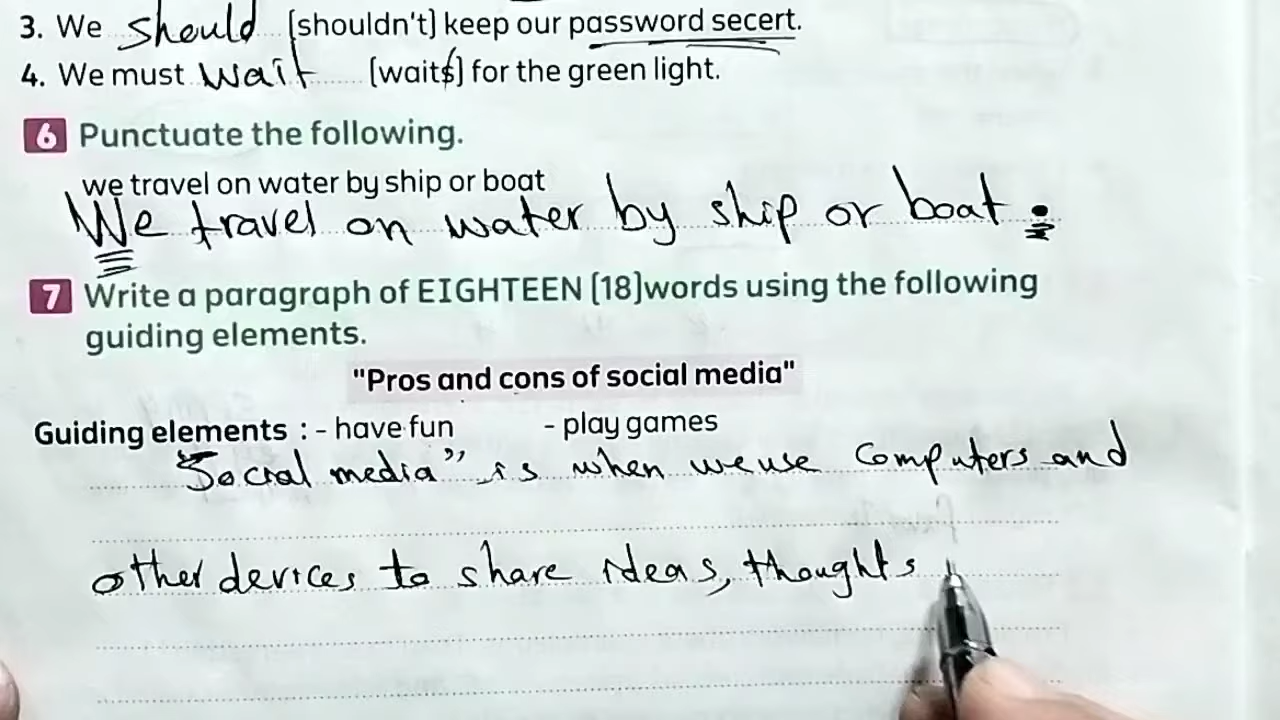 3. We should [shouldn't] keep our password secert.
4. We must wait [waits] for the green light.
6 Punctuate the following.
we travel on water by ship or boat
We travel on water by ship or boat .
7 Write a paragraph of EIGHTEEN [18]words using the following
guiding elements.
"Pros and cons of social media"
Guiding elements : - have fun - play games
"Social media" is when we use computers and
other devices to share ideas, thoughts